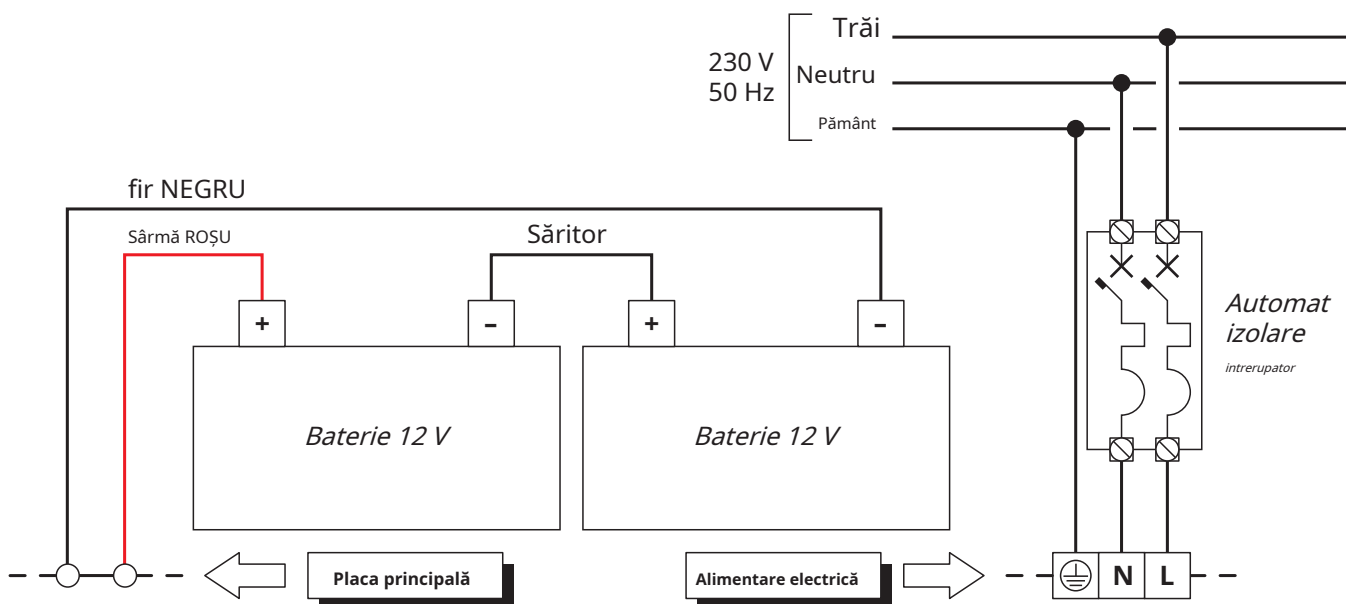 Trăi
230 V
50 Hz
Neutru
Pământ
fir NEGRU
Sârmă ROȘU
Săritor
+
–
+
–
Automat
izolare
intrerupator
Baterie 12 V
Baterie 12 V
Placa principală
Alimentare electrică
N
L